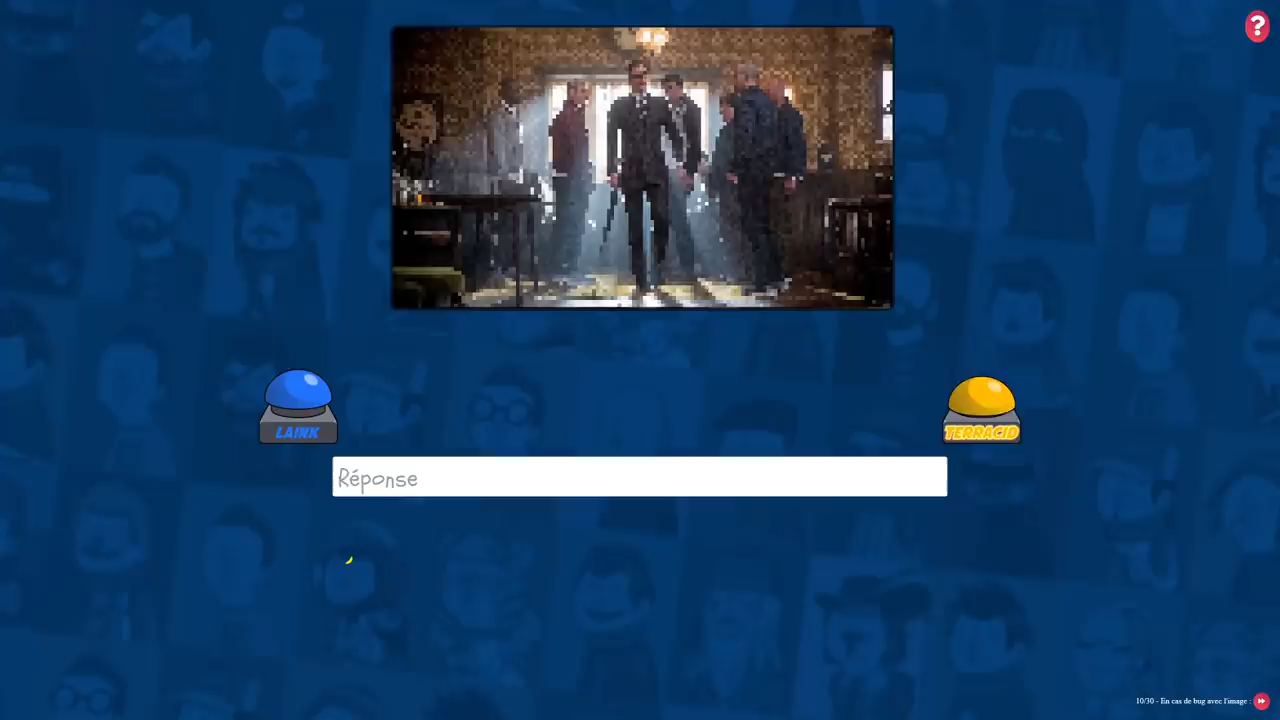 ?
LAINK
TERRACID
Réponse
10/30 - En cas de bug avec l'image :